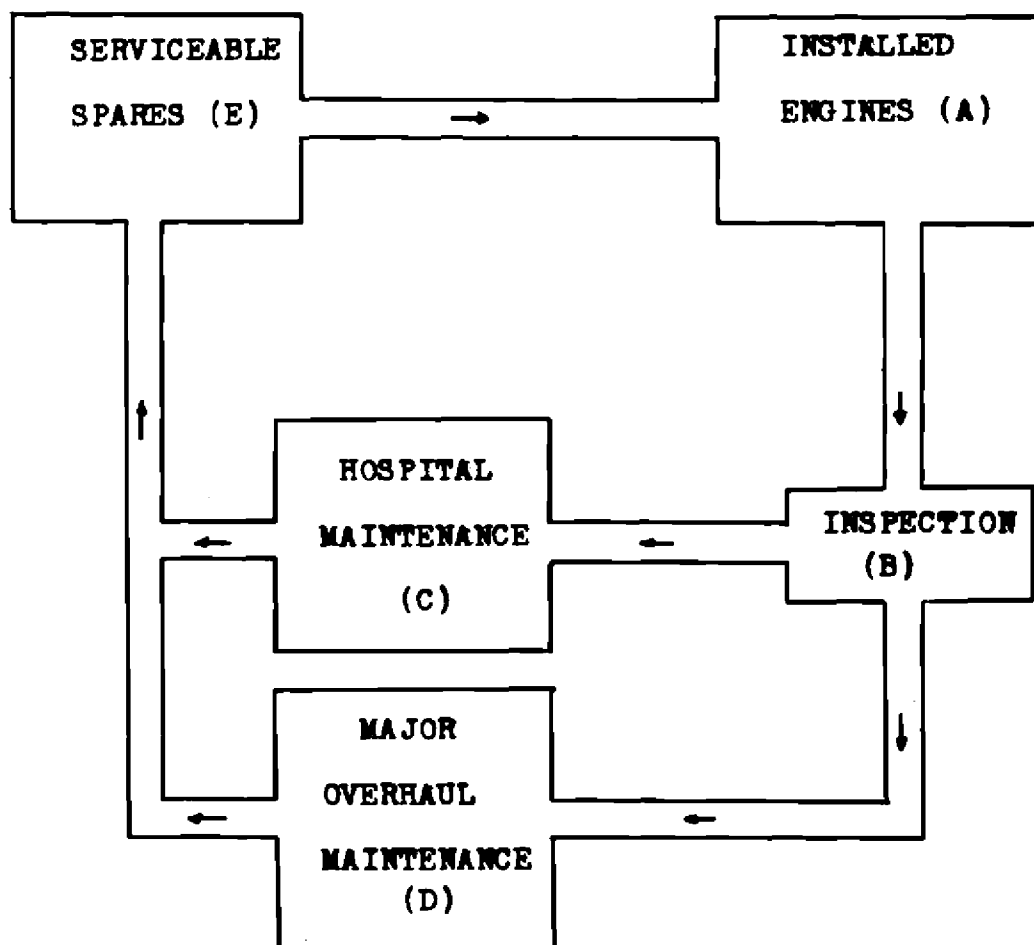 SERVICEABLE
SPARES (E)
INSTALLED
ENGINES (A)
HOSPITAL
MAINTENANCE
(C)
INSPECTION
(B)
MAJOR
OVERHAUL
MAINTENANCE
(D)